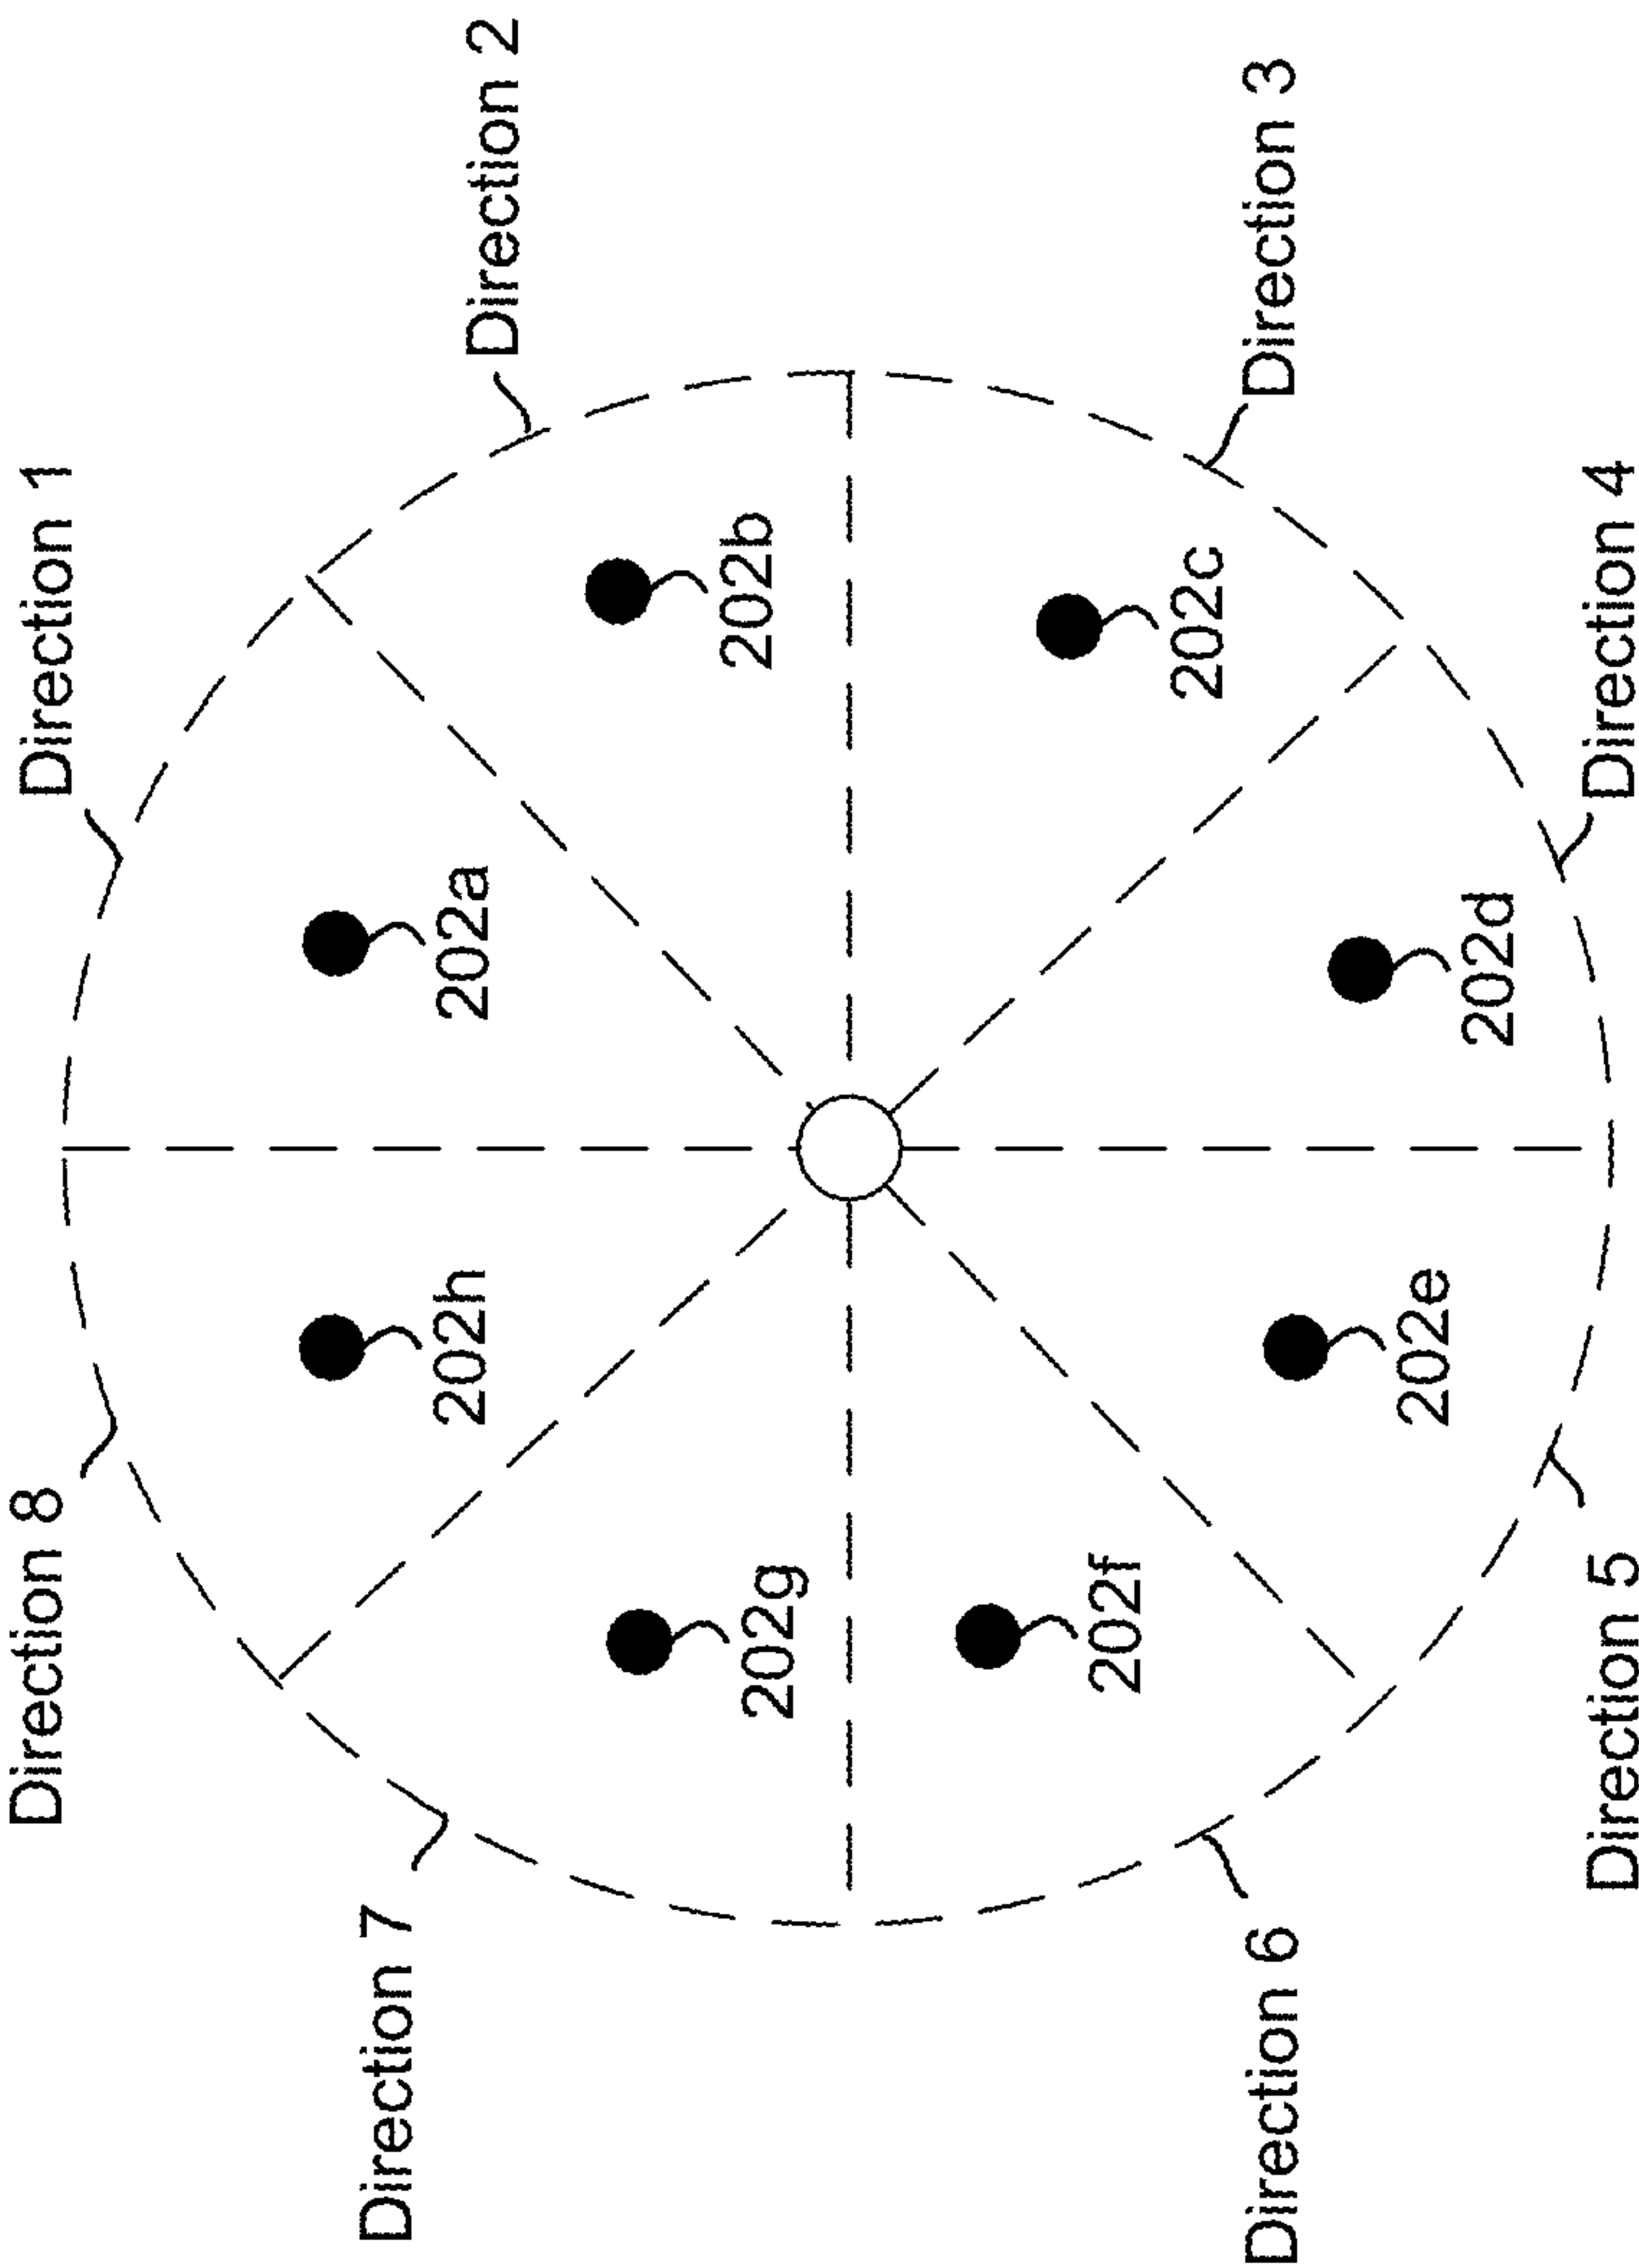 Direction 1
Direction 2
Direction 3
Direction 4
Direction 5
Direction 6
Direction 7
Direction 8
202a
202b
202c
202d
202e
202f
202g
202h